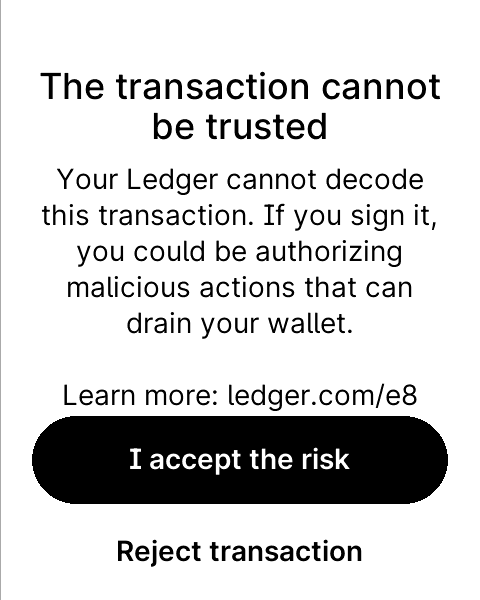 The transaction cannot
be trusted
Your Ledger cannot decode
this transaction. If you sign it,
you could be authorizing
malicious actions that can
drain your wallet.
Learn more: ledger.com/e8
I accept the risk
Reject transaction